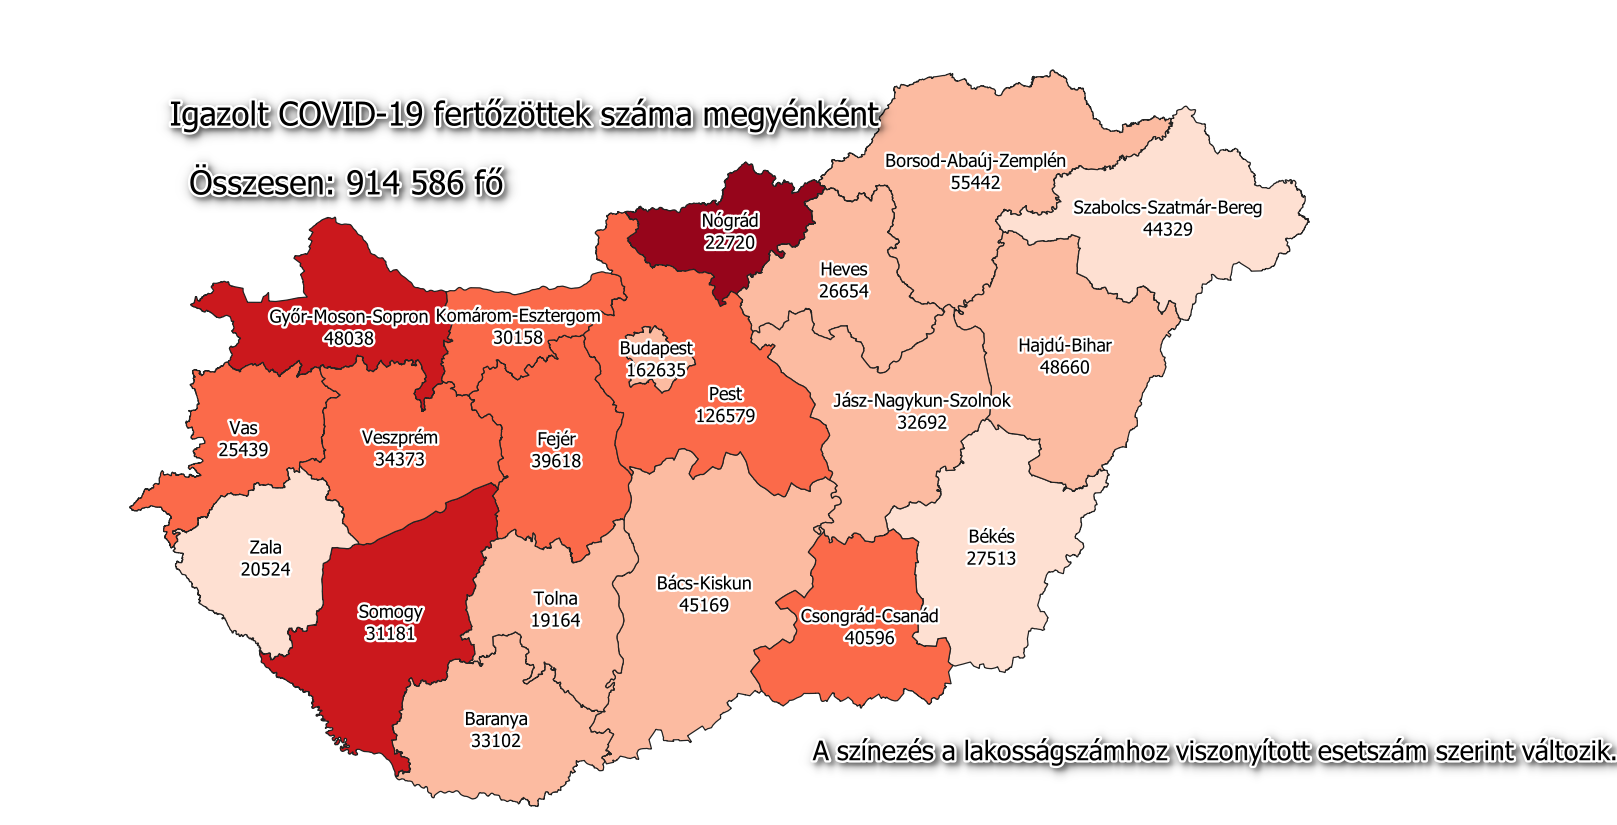 Igazolt COVID-19 fertőzöttek száma megyénként
Összesen: 914 586 fő
Borsod-Abaúj-Zemplén
55442
Szabolcs-Szatmár-Bereg
44329
Nógrád
22720
Heves
26654
Győr-Moson-Sopron
48038
Komárom-Esztergom
30158
Budapest
162635
Hajdú-Bihar
48660
Pest
126579
Jász-Nagykun-Szolnok
32692
Vas
25439
Veszprém
34373
Fejér
39618
Zala
20524
Békés
27513
Bács-Kiskun
45169
Tolna
19164
Somogy
31181
Csongrád-Csanád
40596
Baranya
33102
A színezés a lakosságszámhoz viszonyított esetszám szerint változik.